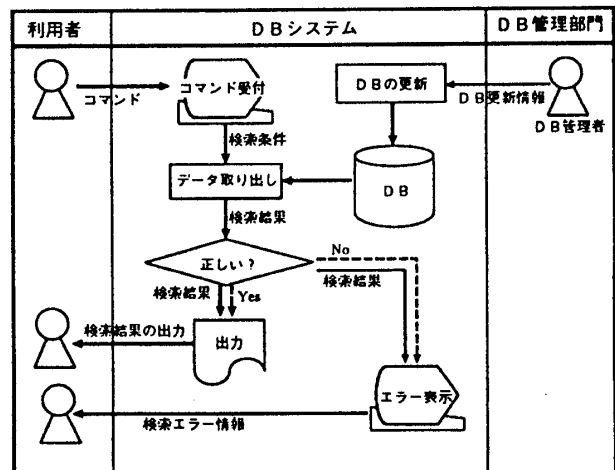 利用者
DBシステム
DB管理部門
コマンド
コマンド受付
DBの更新
DB更新情報
DB管理者
検索条件
データ取り出し
DB
検索結果
正しい？
No
検索結果
検索結果
Yes
検索結果の出力
出力
エラー表示
検索エラー情報